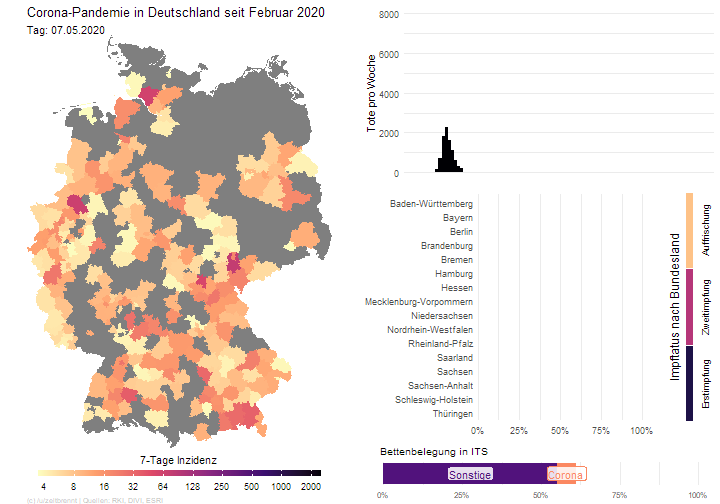 Corona-Pandemie in Deutschland seit Februar 2020
Tag: 07.05.2020
7-Tage Inzidenz
4 8 16 32 64 128 250 500 1000 2000
(c) /u/zeitbrennt | Quellen: RKI, DIVI, ESRI
Tote pro Woche
8000
6000
4000
2000
0
Baden-Württemberg
Bayern
Berlin
Brandenburg
Bremen
Hamburg
Hessen
Mecklenburg-Vorpommern
Niedersachsen
Nordrhein-Westfalen
Rheinland-Pfalz
Saarland
Sachsen
Sachsen-Anhalt
Schleswig-Holstein
Thüringen
0% 25% 50% 75% 100%
Impftatus nach Bundesland
Auffrischung
Zweitimpfung
Erstimpfung
Bettenbelegung in ITS
Sonstige
Corona
0% 25% 50% 75% 100%